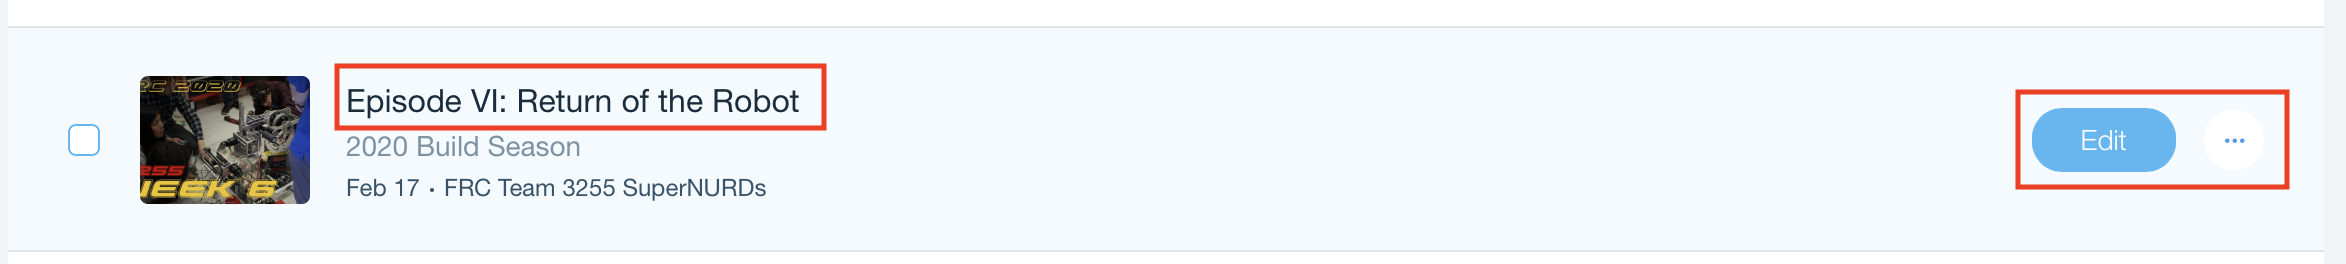 RC 2020
255
WEEK 6
Episode VI: Return of the Robot
2020 Build Season
Feb 17 • FRC Team 3255 SuperNURDs
Edit
...